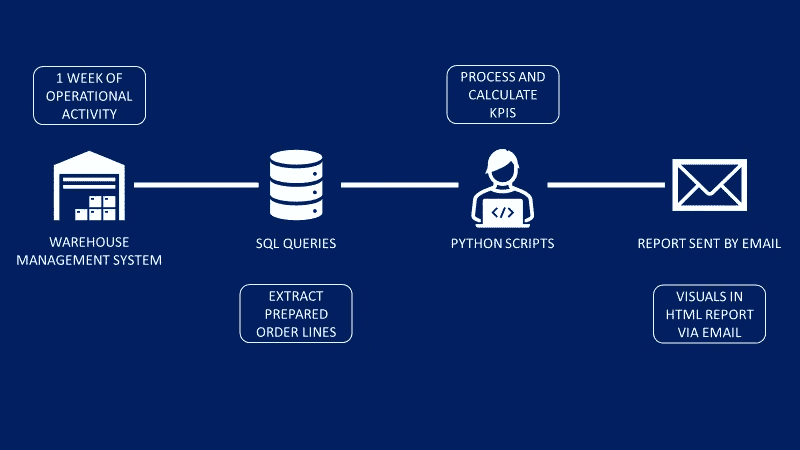 1 WEEK OF
OPERATIONAL
ACTIVITY
PROCESS AND
CALCULATE
KPIS
</>
WAREHOUSE
MANAGEMENT SYSTEM
SQL QUERIES
PYTHON SCRIPTS
REPORT SENT BY EMAIL
EXTRACT
PREPARED
ORDER LINES
VISUALS IN
HTML REPORT
VIA EMAIL